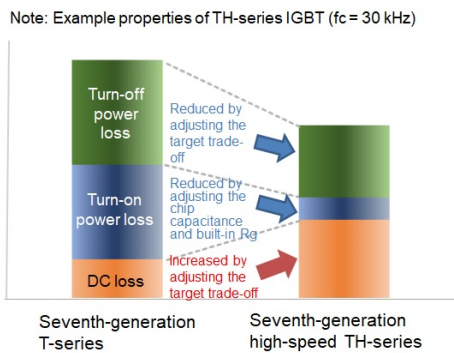 Note: Example properties of TH-series IGBT (fc = 30 kHz)
Turn-off
power
loss
Reduced by
adjusting the
target trade-
off
Turn-on
power loss
Reduced by
adjusting the
chip
capacitance
and built-in Rg
DC loss
Increased by
adjusting the
target trade-off
Seventh-generation
T-series
Seventh-generation
high-speed TH-series